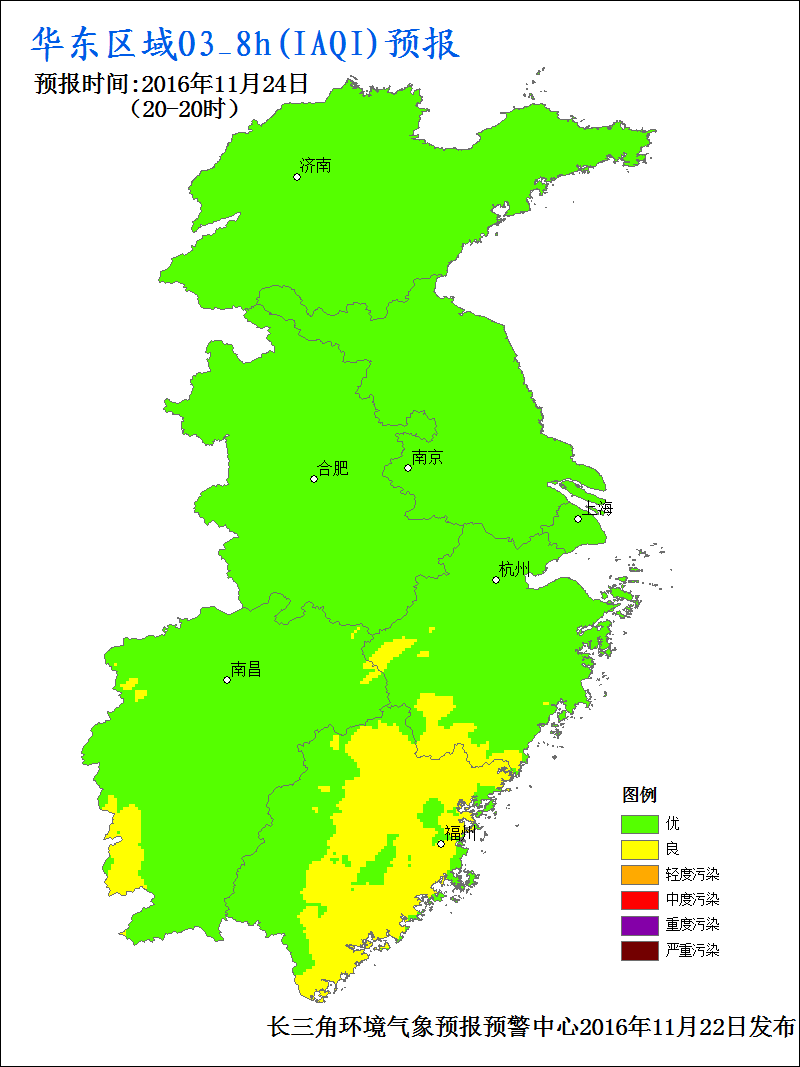 华东区域O3_8h(IAQI)预报
预报时间:2016年11月24日
(20-20时)
济南
南京
合肥
上海
杭州
南昌
图例
优
良
福州
轻度污染
中度污染
重度污染
严重污染
长三角环境气象预报预警中心2016年11月22日发布